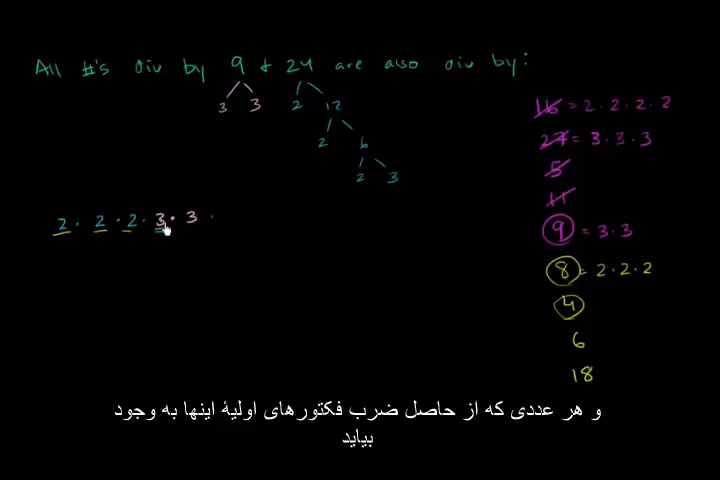 All #'s div by 9 + 24 are also div by:
3 3 2 12
2 6
2 3
16 = 2 · 2 · 2 · 2
27 = 3 · 3 · 3
5
11
9 = 3 · 3
2 · 2 · 2 · 3 · 3 ·
8 = 2 · 2 · 2
4
6
18
و هر عددی که از حاصل ضرب فکتورهای اولیۀ اینها به وجود
بیاید